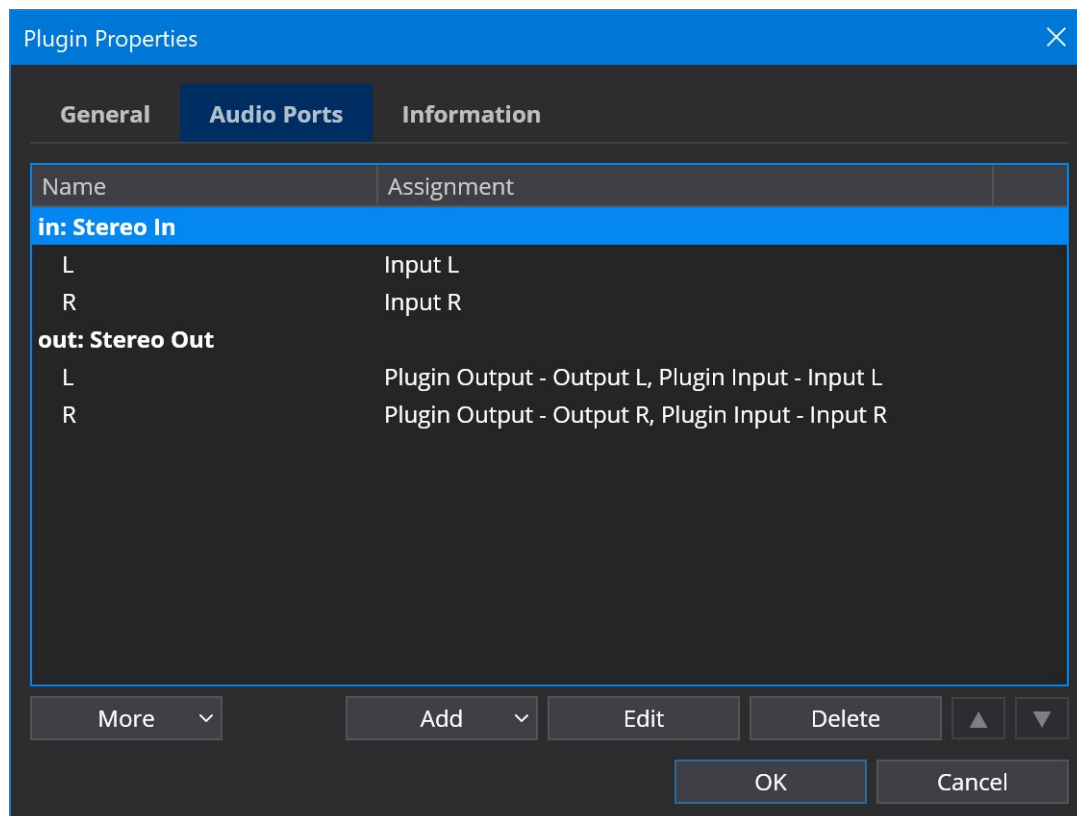 Plugin Properties
General Audio Ports Information
Name Assignment
in: Stereo In
L Input L
R Input R
out: Stereo Out
L Plugin Output - Output L, Plugin Input - Input L
R Plugin Output - Output R, Plugin Input - Input R
More Add Edit Delete
OK Cancel